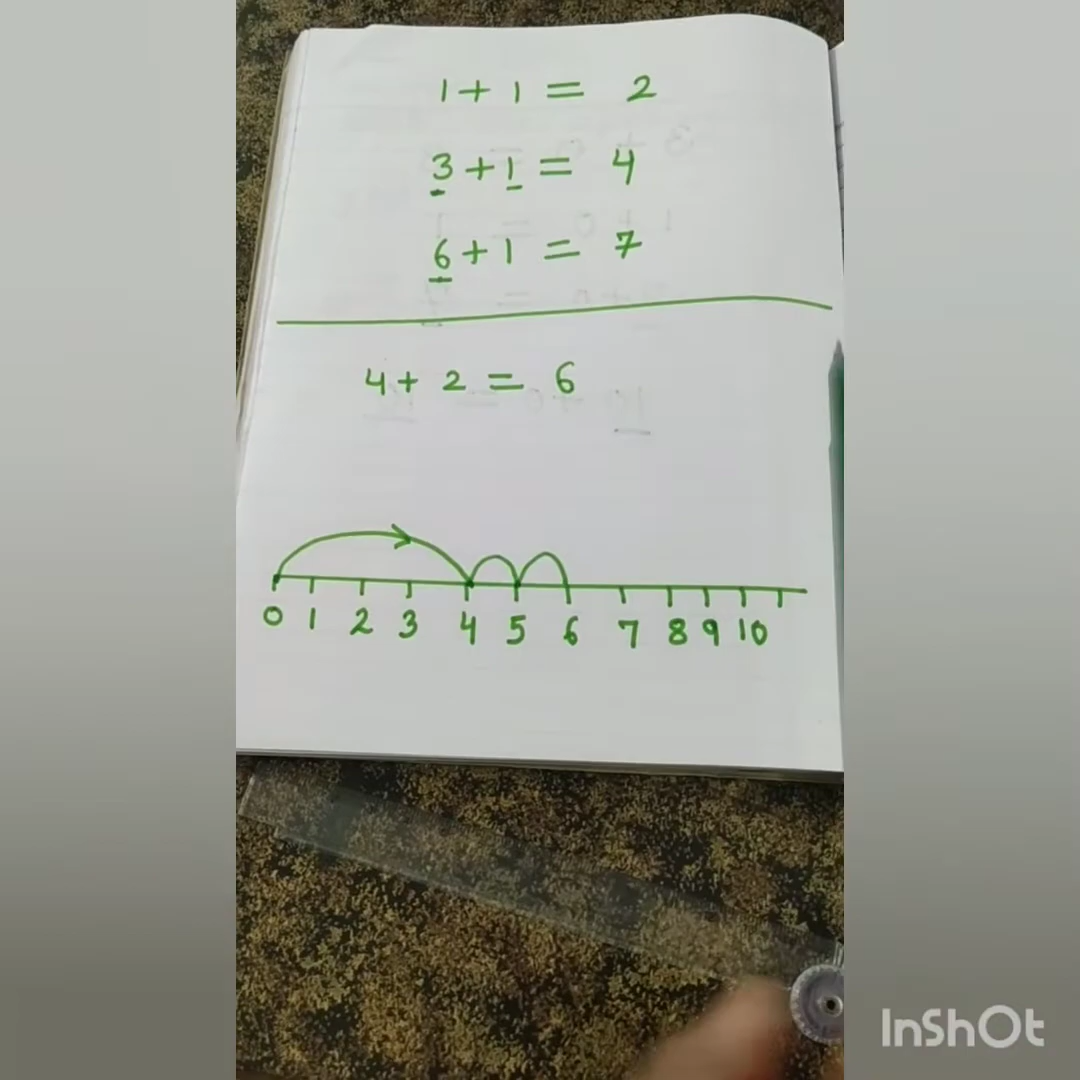 1 + 1 = 2
3 + 1 = 4
6 + 1 = 7
4 + 2 = 6
0 1 2 3 4 5 6 7 8 9 10
InShOt